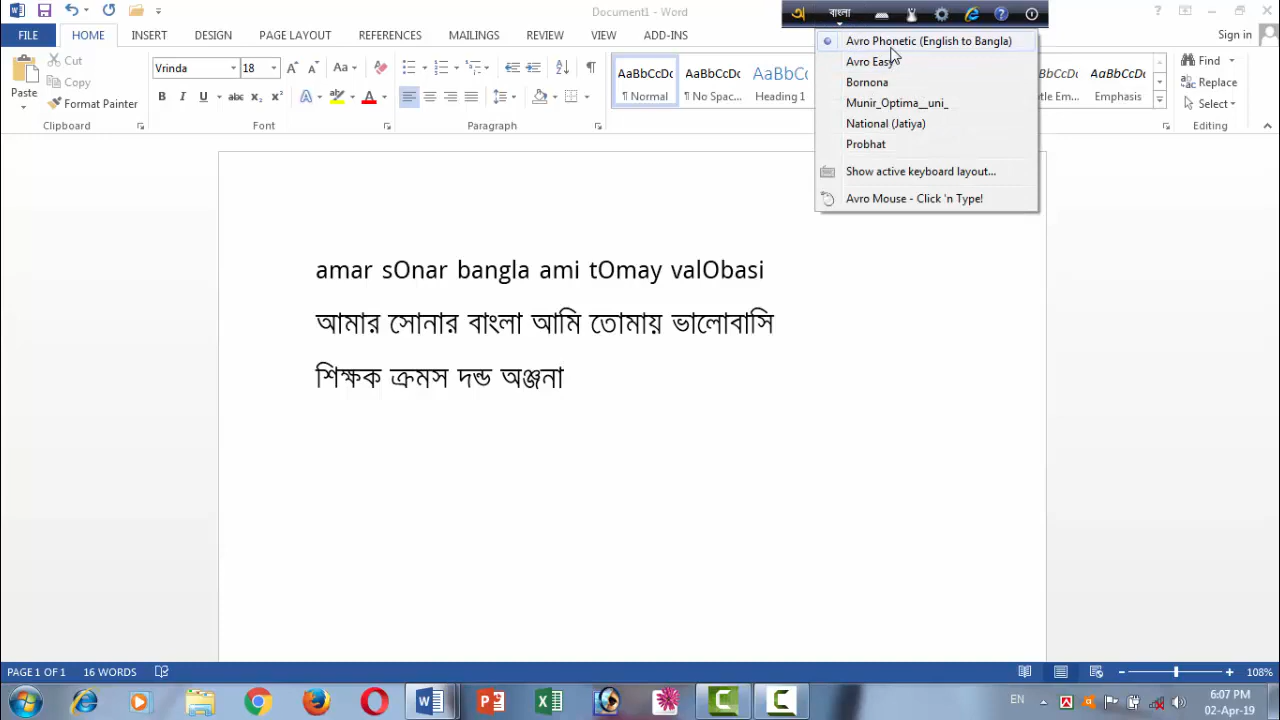 Document1 - Word
অ বাংলা
Sign in
FILE HOME INSERT DESIGN PAGE LAYOUT REFERENCES MAILINGS REVIEW VIEW ADD-INS
Paste
Cut
Copy
Format Painter
Clipboard
Vrinda 18
Font
Paragraph
AaBbCcDc AaBbCcDc AaBbCc AaBbCcDc
¶ Normal ¶ No Spac... Heading 1 Emphasis
Find
Replace
Select
Editing
Avro Phonetic (English to Bangla)
Avro Easy
Bornona
Munir_Optima__uni_
National (Jatiya)
Probhat
Show active keyboard layout...
Avro Mouse - Click 'n Type!
amar sOnar bangla ami tOmay valObasi
আমার সোনার বাংলা আমি তোমায় ভালোবাসি
শিক্ষক ক্রমস দন্ড অঞ্জনা
PAGE 1 OF 1 16 WORDS 108%
EN 6:07 PM
02-Apr-19